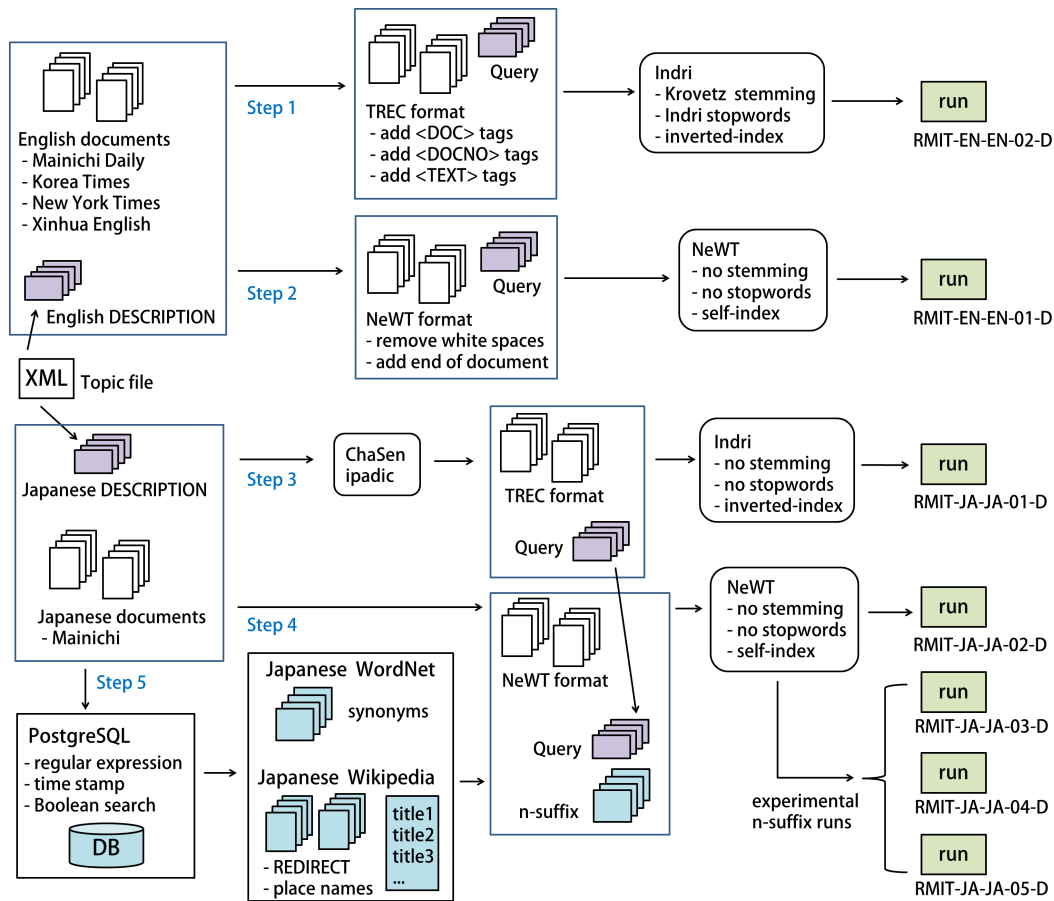 English documents
- Mainichi Daily
- Korea Times
- New York Times
- Xinhua English
English DESCRIPTION
Step 1
Query
TREC format
- add <DOC> tags
- add <DOCNO> tags
- add <TEXT> tags
Indri
- Krovetz stemming
- Indri stopwords
- inverted-index
run
RMIT-EN-EN-02-D
Step 2
Query
NeWT format
- remove white spaces
- add end of document
NeWT
- no stemming
- no stopwords
- self-index
run
RMIT-EN-EN-01-D
XML
Topic file
Japanese DESCRIPTION
Japanese documents
- Mainichi
Step 3
ChaSen
ipadic
TREC format
Query
Indri
- no stemming
- no stopwords
- inverted-index
run
RMIT-JA-JA-01-D
Step 4
NeWT format
Query
n-suffix
NeWT
- no stemming
- no stopwords
- self-index
run
RMIT-JA-JA-02-D
Step 5
PostgreSQL
- regular expression
- time stamp
- Boolean search
DB
Japanese WordNet
synonyms
Japanese Wikipedia
title1
title2
title3
...
- REDIRECT
- place names
experimental
n-suffix runs
run
RMIT-JA-JA-03-D
run
RMIT-JA-JA-04-D
run
RMIT-JA-JA-05-D